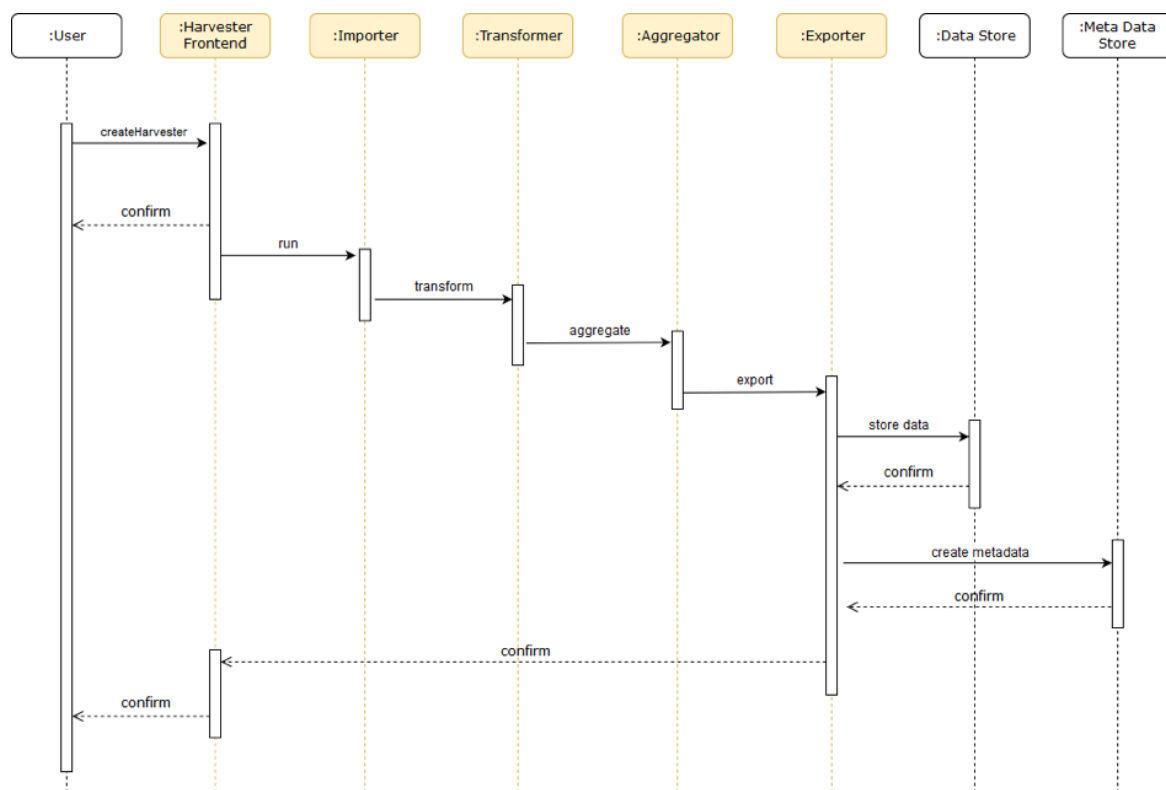 :User
:Harvester
Frontend
:Importer
:Transformer
:Aggregator
:Exporter
:Data Store
:Meta Data
Store
createHarvester
confirm
run
transform
aggregate
export
store data
confirm
create metadata
confirm
confirm
confirm